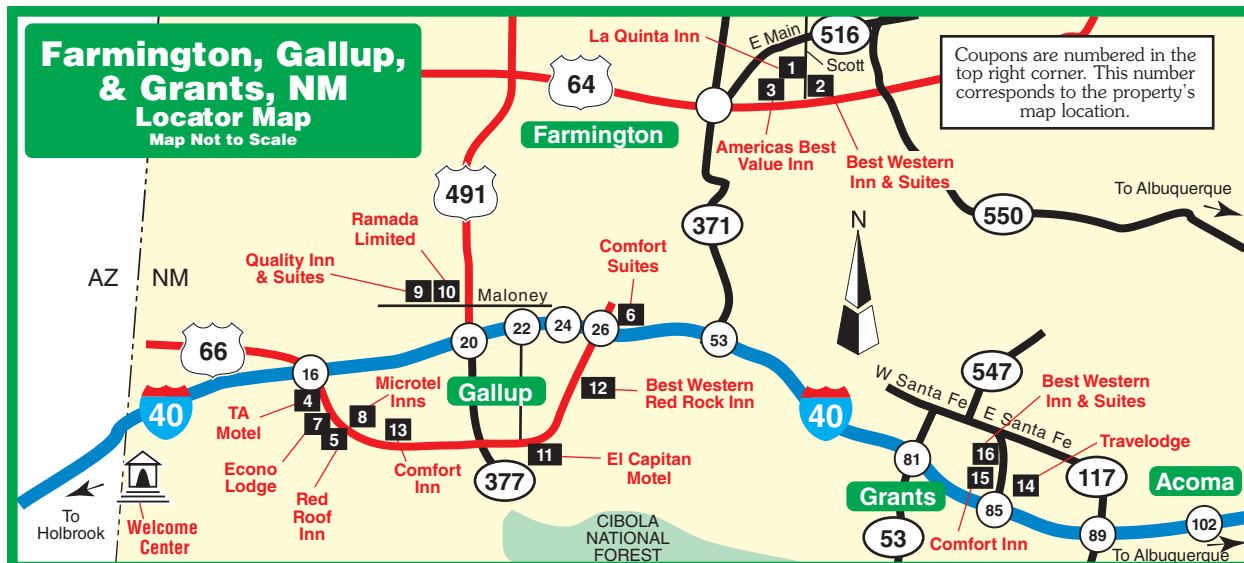 Farmington, Gallup,
& Grants, NM
Locator Map
Map Not to Scale
Coupons are numbered in the
top right corner. This number
corresponds to the property's
map location.
La Quinta Inn
E Main
516
Scott
64
1
2
3
Farmington
Americas Best
Value Inn
Best Western
Inn & Suites
To Albuquerque
550
491
371
N
Ramada
Limited
Quality Inn
& Suites
Comfort
Suites
AZ
NM
9
10
Maloney
6
66
16
20
22
24
26
53
40
TA
Motel
4
Microtel
Inns
8
Gallup
12
Best Western
Red Rock Inn
7
5
13
Econo
Lodge
Red
Roof
Inn
Comfort
Inn
377
11
El Capitan
Motel
To
Holbrook
Welcome
Center
CIBOLA
NATIONAL
FOREST
40
W Santa Fe
547
E Santa Fe
Best Western
Inn & Suites
Travelodge
81
16
15
14
117
Acoma
Grants
85
53
Comfort Inn
89
102
To Albuquerque